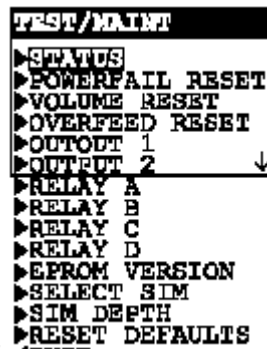 TEST/MAINT
STATUS
POWERFAIL RESET
VOLUME RESET
OVERFEED RESET
OUTOUT 1
OUTPUT 2
RELAY A
RELAY B
RELAY C
RELAY D
EPROM VERSION
SELECT SIM
SIM DEPTH
RESET DEFAULTS